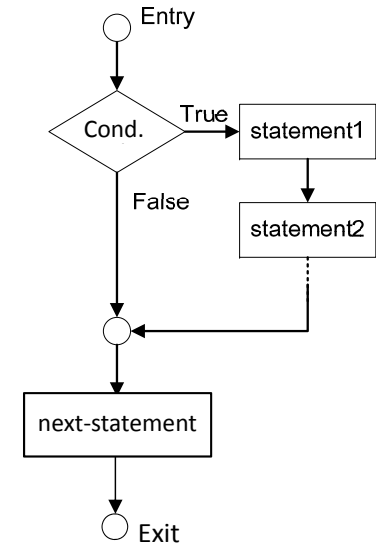 Entry
Cond.
True
statement1
False
statement2
next-statement
Exit